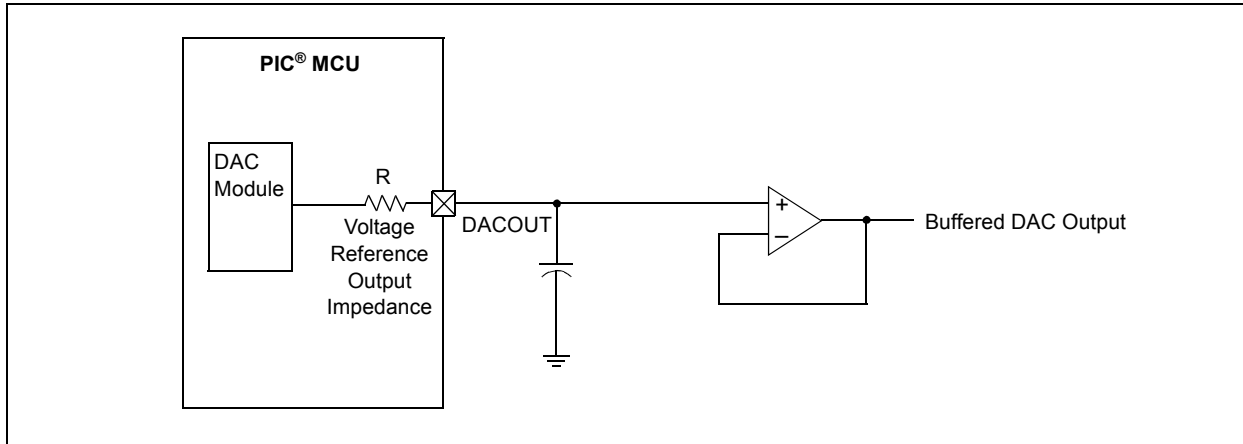 PIC® MCU
DAC
Module
R
Voltage
Reference
Output
Impedance
DACOUT
+
–
Buffered DAC Output